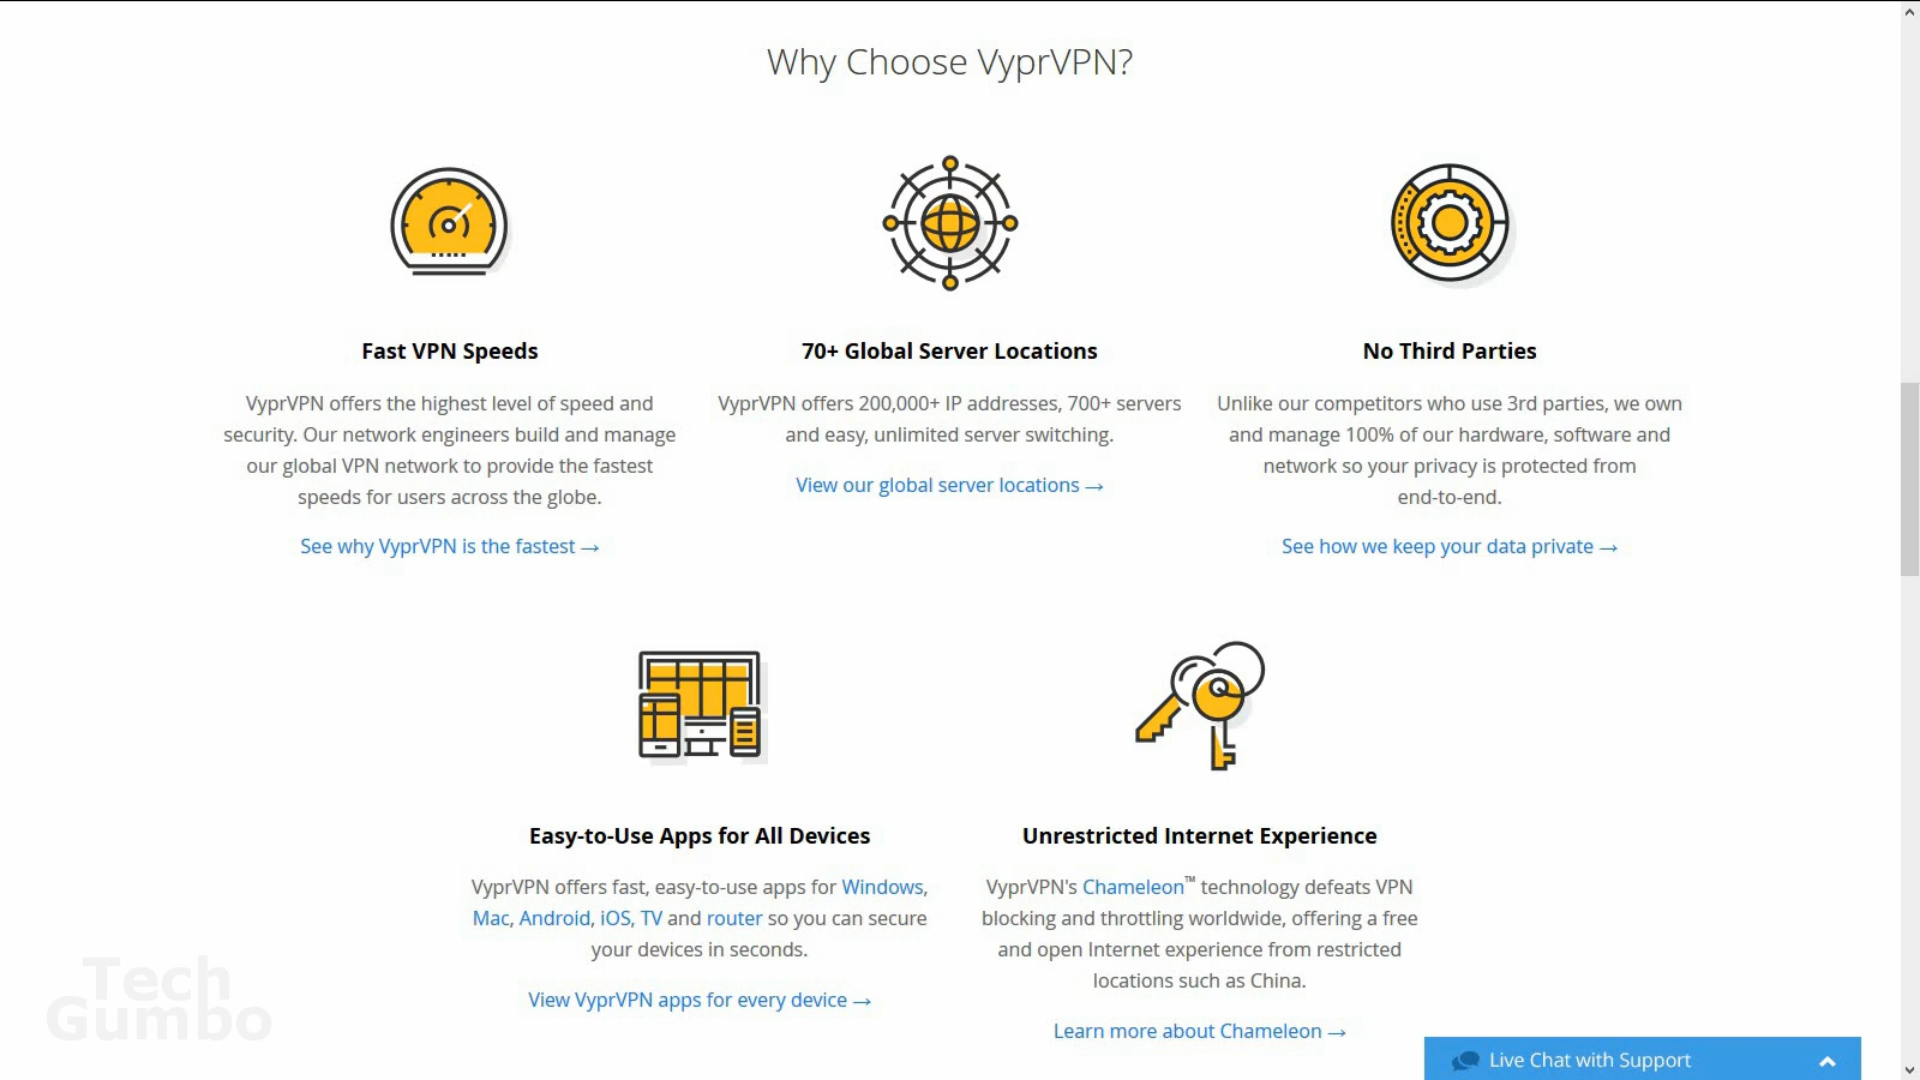 Why Choose VyprVPN?
Fast VPN Speeds
VyprVPN offers the highest level of speed and
security. Our network engineers build and manage
our global VPN network to provide the fastest
speeds for users across the globe.
See why VyprVPN is the fastest →
70+ Global Server Locations
VyprVPN offers 200,000+ IP addresses, 700+ servers
and easy, unlimited server switching.
View our global server locations →
No Third Parties
Unlike our competitors who use 3rd parties, we own
and manage 100% of our hardware, software and
network so your privacy is protected from
end-to-end.
See how we keep your data private →
Easy-to-Use Apps for All Devices
VyprVPN offers fast, easy-to-use apps for Windows,
Mac, Android, iOS, TV and router so you can secure
your devices in seconds.
View VyprVPN apps for every device →
Unrestricted Internet Experience
VyprVPN's Chameleon™ technology defeats VPN
blocking and throttling worldwide, offering a free
and open Internet experience from restricted
locations such as China.
Learn more about Chameleon →
Tech
Gumbo
Live Chat with Support